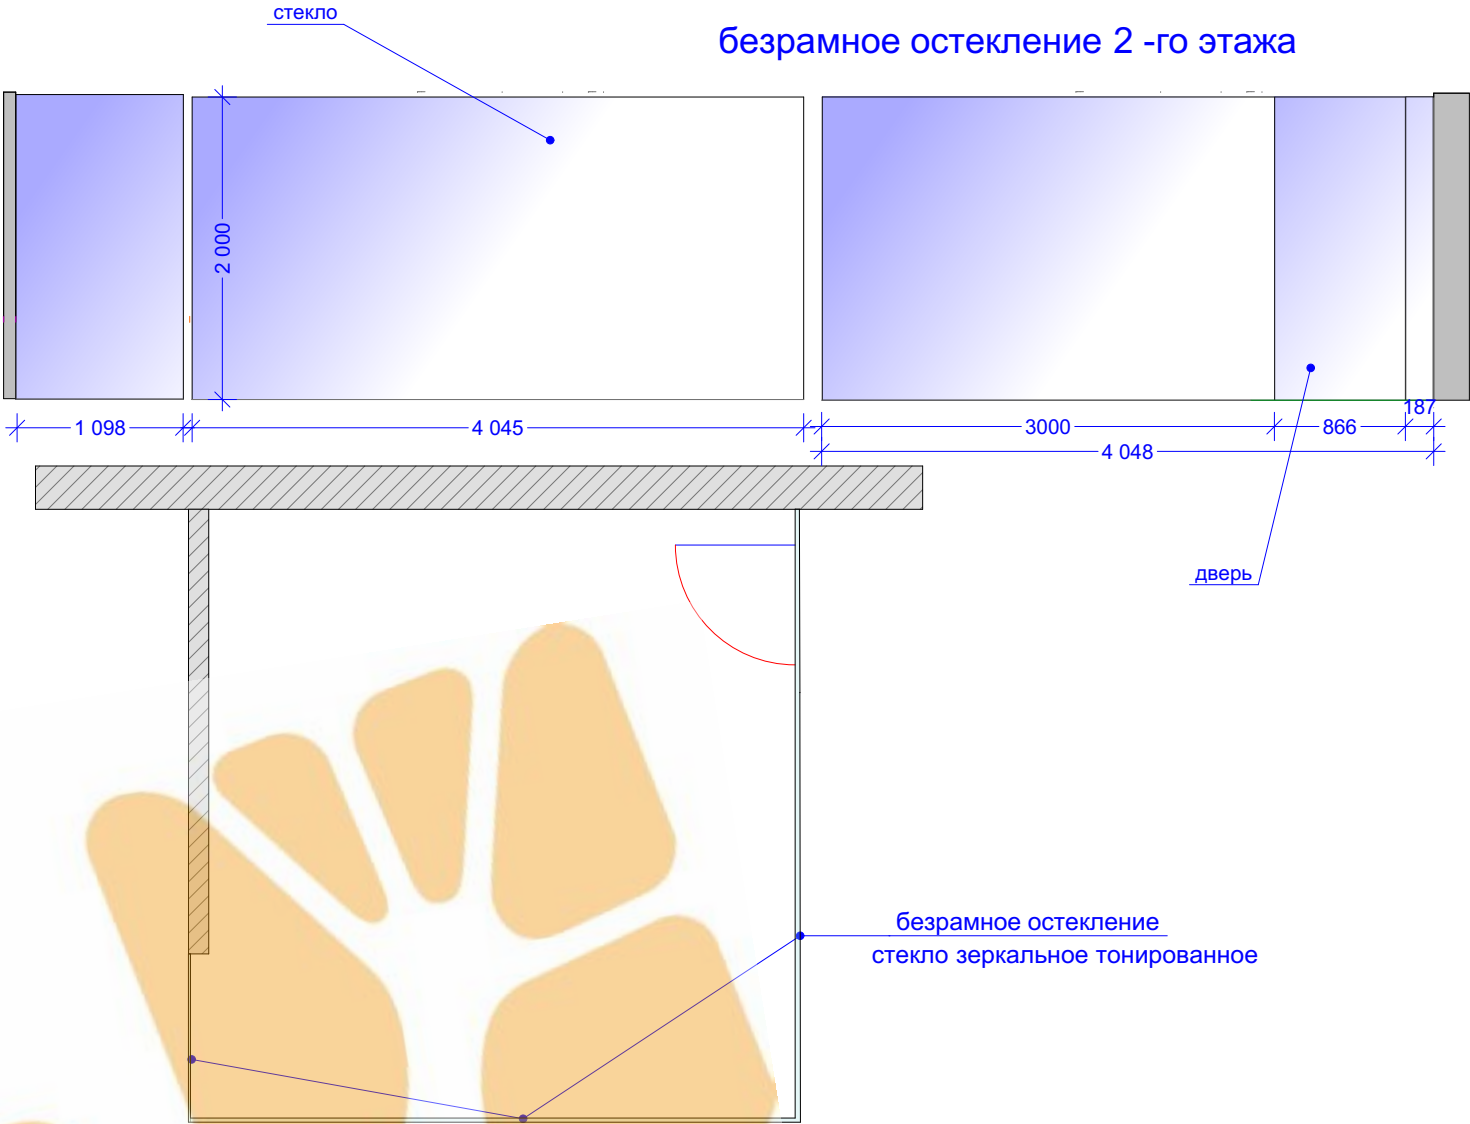 стекло
безрамное остекление 2 -го этажа
2 000
1 098
4 045
3000
866
187
4 048
дверь
безрамное остекление
стекло зеркальное тонированное